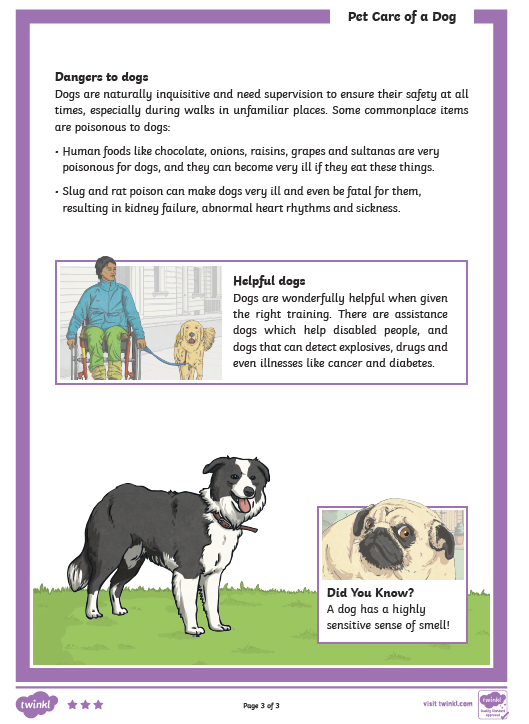 Pet Care of a Dog
Dangers to dogs
Dogs are naturally inquisitive and need supervision to ensure their safety at all
times, especially during walks in unfamiliar places. Some commonplace items
are poisonous to dogs:
• Human foods like chocolate, onions, raisins, grapes and sultanas are very
poisonous for dogs, and they can become very ill if they eat these things.
• Slug and rat poison can make dogs very ill and even be fatal for them,
resulting in kidney failure, abnormal heart rhythms and sickness.
Helpful dogs
Dogs are wonderfully helpful when given
the right training. There are assistance
dogs which help disabled people, and
dogs that can detect explosives, drugs and
even illnesses like cancer and diabetes.
Did You Know?
A dog has a highly
sensitive sense of smell!
twinkl
Page 3 of 3
visit twinkl.com
twinkl
Quality Standard
Approved